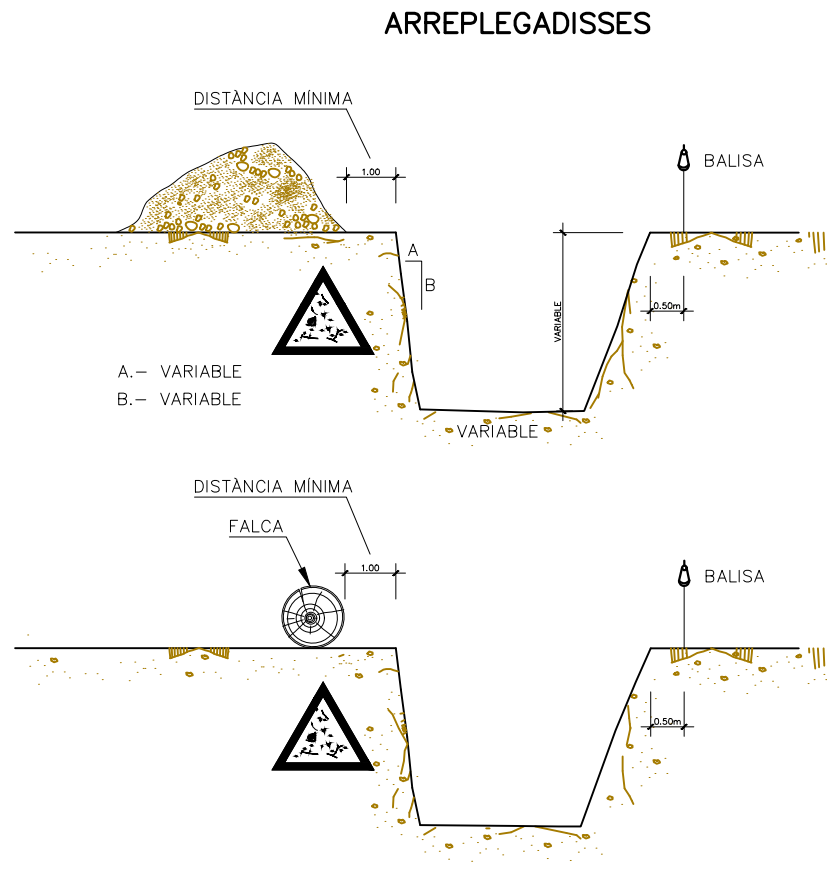 ARREPLEGADISSES
DISTÀNCIA MÍNIMA
1.00
BALISA
A
B
VARIABLE
0.50m
A.- VARIABLE
B.- VARIABLE
VARIABLE
DISTÀNCIA MÍNIMA
FALCA
1.00
BALISA
0.50m